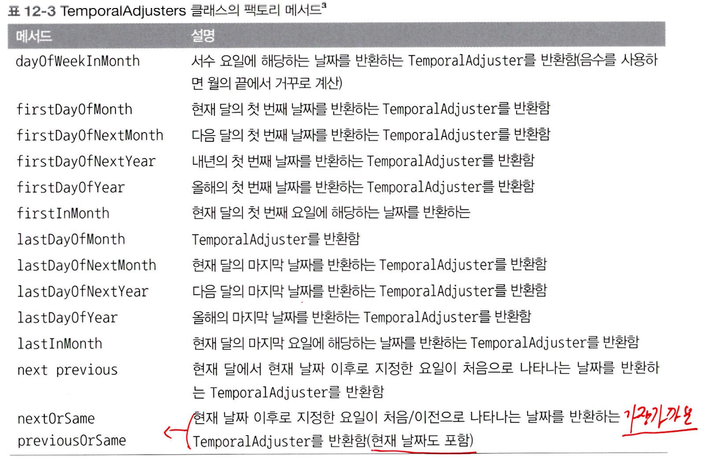 표 12-3 TemporalAdjusters 클래스의 팩토리 메서드³
메서드 설명
dayOfWeekInMonth 서수 요일에 해당하는 날짜를 반환하는 TemporalAdjuster를 반환함(음수를 사용하
면 월의 끝에서 거꾸로 계산)
firstDayOfMonth 현재 달의 첫 번째 날짜를 반환하는 TemporalAdjuster를 반환함
firstDayOfNextMonth 다음 달의 첫 번째 날짜를 반환하는 TemporalAdjuster를 반환함
firstDayOfNextYear 내년의 첫 번째 날짜를 반환하는 TemporalAdjuster를 반환함
firstDayOfYear 올해의 첫 번째 날짜를 반환하는 TemporalAdjuster를 반환함
firstInMonth 현재 달의 첫 번째 요일에 해당하는 날짜를 반환하는
lastDayOfMonth TemporalAdjuster를 반환함
lastDayOfNextMonth 현재 달의 마지막 날짜를 반환하는 TemporalAdjuster를 반환함
lastDayOfNextYear 다음 달의 마지막 날짜를 반환하는 TemporalAdjuster를 반환함
lastDayOfYear 올해의 마지막 날짜를 반환하는 TemporalAdjuster를 반환함
lastInMonth 현재 달의 마지막 요일에 해당하는 날짜를 반환하는 TemporalAdjuster를 반환함
next previous 현재 달에서 현재 날짜 이후로 지정한 요일이 처음으로 나타나는 날짜를 반환하
는 TemporalAdjuster를 반환함
nextOrSame 현재 날짜 이후로 지정한 요일이 처음/이전으로 나타나는 날짜를 반환하는 가장가까운
previousOrSame TemporalAdjuster를 반환함(현재 날짜도 포함)